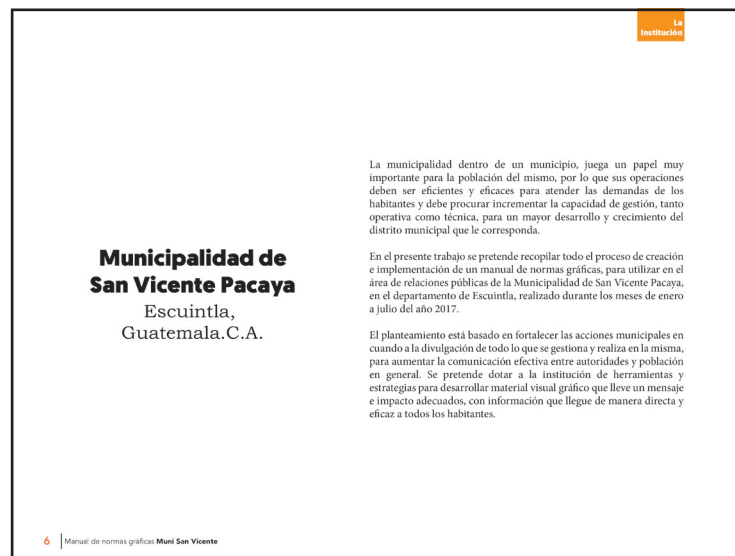 La
Institución
Municipalidad de
San Vicente Pacaya
Escuintla,
Guatemala.C.A.
La municipalidad dentro de un municipio, juega un papel muy
importante para la población del mismo, por lo que sus operaciones
deben ser eficientes y eficaces para atender las demandas de los
habitantes y debe procurar incrementar la capacidad de gestión, tanto
operativa como técnica, para un mayor desarrollo y crecimiento del
distrito municipal que le corresponda.
En el presente trabajo se pretende recopilar todo el proceso de creación
e implementación de un manual de normas gráficas, para utilizar en el
área de relaciones públicas de la Municipalidad de San Vicente Pacaya,
en el departamento de Escuintla, realizado durante los meses de enero
a julio del año 2017.
El planteamiento está basado en fortalecer las acciones municipales en
cuando a la divulgación de todo lo que se gestiona y realiza en la misma,
para aumentar la comunicación efectiva entre autoridades y población
en general. Se pretende dotar a la institución de herramientas y
estrategias para desarrollar material visual gráfico que lleve un mensaje
e impacto adecuados, con información que llegue de manera directa y
eficaz a todos los habitantes.
6 Manual de normas gráficas Muni San Vicente